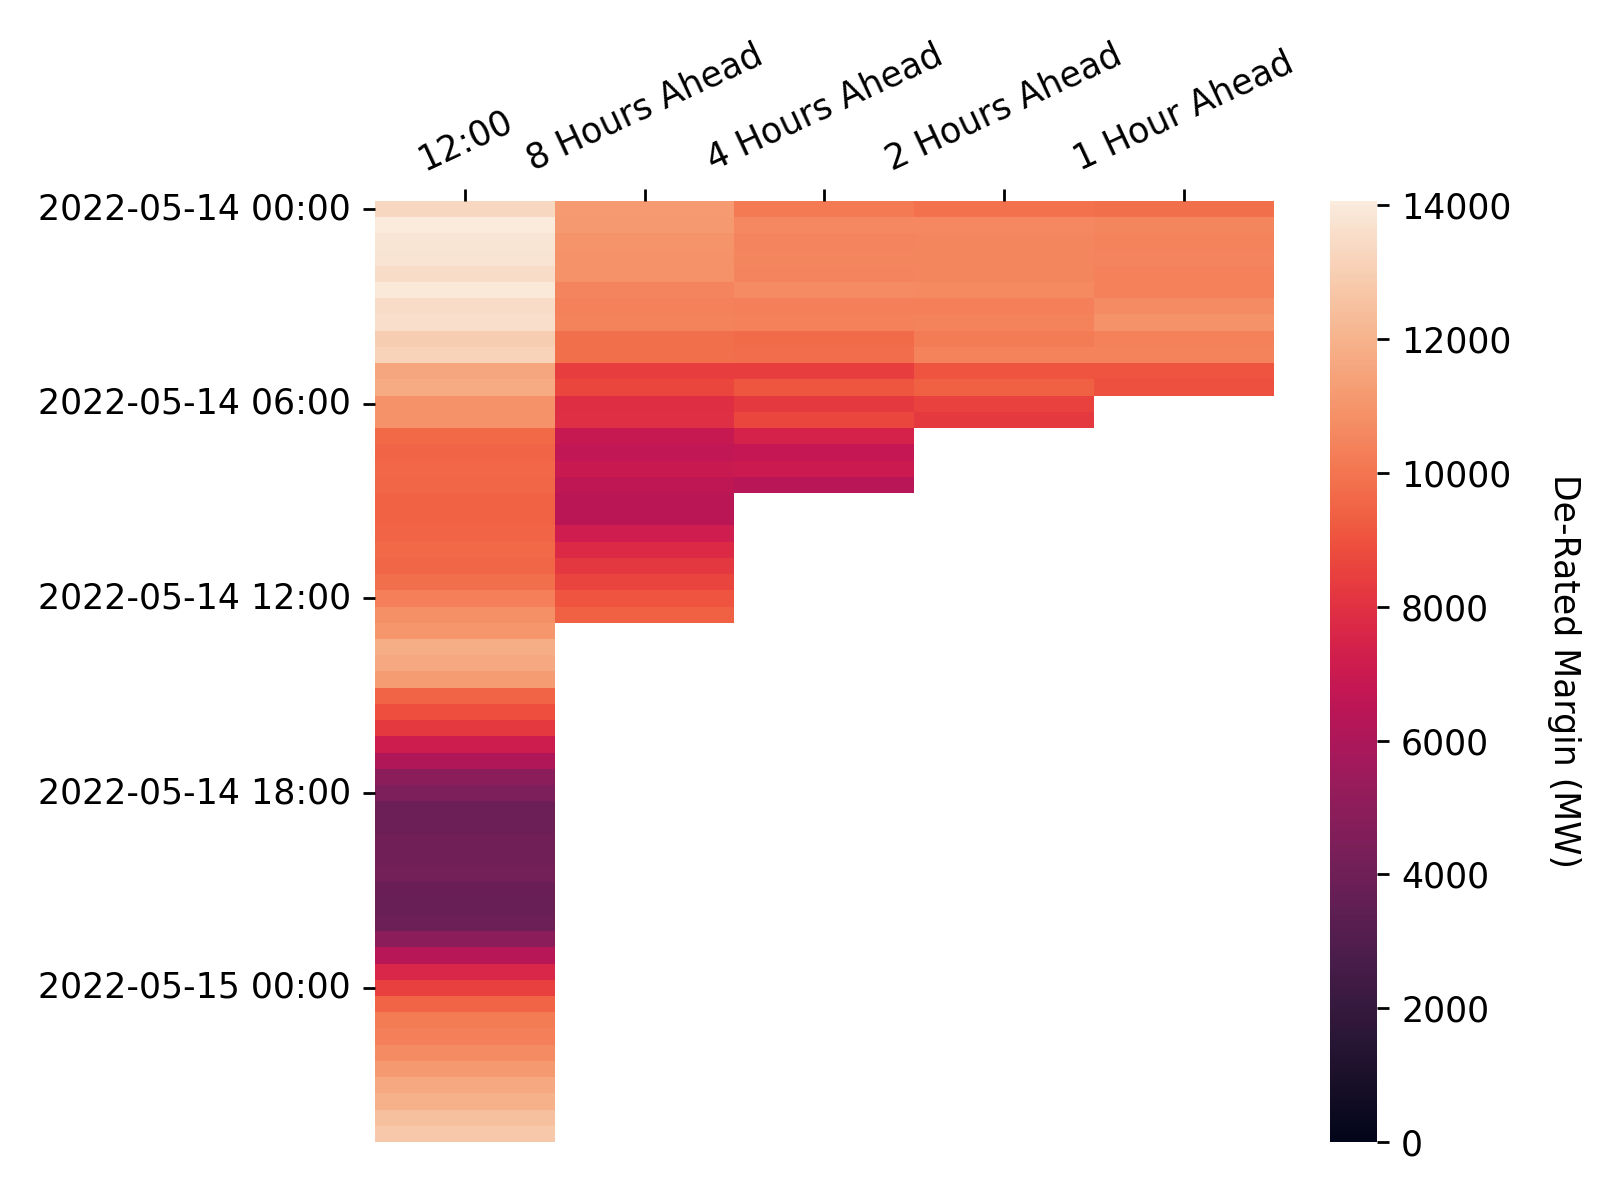 12:00
8 Hours Ahead
4 Hours Ahead
2 Hours Ahead
1 Hour Ahead
2022-05-14 00:00
2022-05-14 06:00
2022-05-14 12:00
2022-05-14 18:00
2022-05-15 00:00
14000
12000
10000
8000
6000
4000
2000
0
De-Rated Margin (MW)